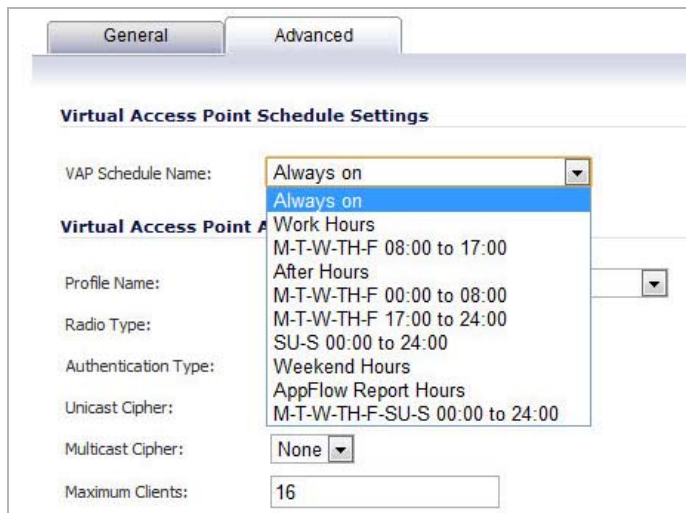 General
Advanced
Virtual Access Point Schedule Settings
VAP Schedule Name:
Always on
Always on
Work Hours
M-T-W-TH-F 08:00 to 17:00
After Hours
M-T-W-TH-F 00:00 to 08:00
M-T-W-TH-F 17:00 to 24:00
SU-S 00:00 to 24:00
Weekend Hours
AppFlow Report Hours
M-T-W-TH-F-SU-S 00:00 to 24:00
Virtual Access Point A
Profile Name:
Radio Type:
Authentication Type:
Unicast Cipher:
Multicast Cipher:
None
Maximum Clients:
16